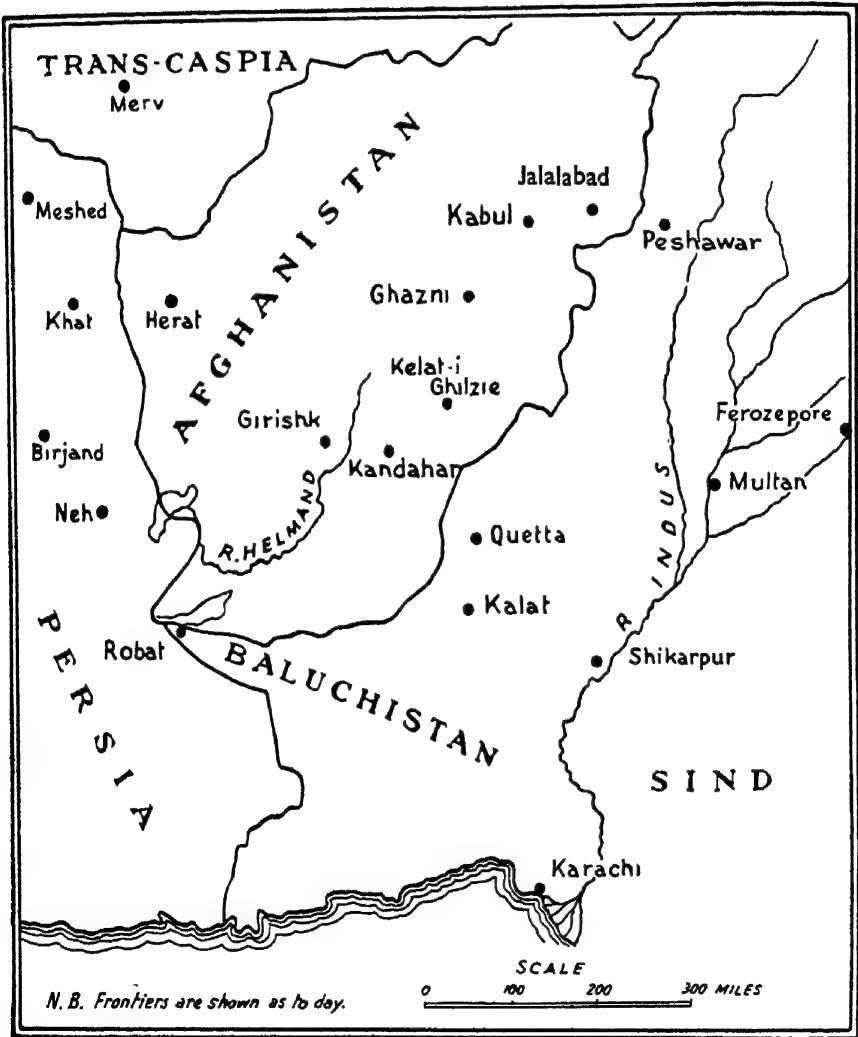 TRANS-CASPIA
Merv
Meshed
AFGHANISTAN
Jalalabad
Kabul
Peshawar
Khaf
Herat
Ghazni
Kelat-i
Ghilzie
Girishk
Ferozepore
Birjand
Kandahar
Multan
Neh
R. HELMAND
R INDUS
Quetta
Kalat
PERSIA
Robat
BALUCHISTAN
Shikarpur
SIND
Karachi
SCALE
0 100 200 300 MILES
N.B. Frontiers are shown as to day.